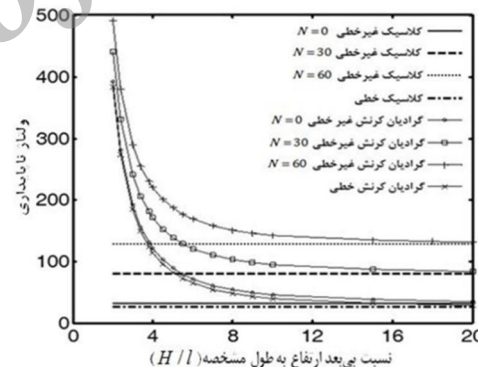 500
400
300
200
100
0
0
4
8
12
16
20
ولتاژ ناپایداری
نسبت بی‌بعد ارتفاع به طول مشخصه (H/l)
کلاسیک غیرخطی N=0
کلاسیک غیرخطی N=30
کلاسیک غیرخطی N=60
کلاسیک خطی
گرادیان کرنش غیر خطی N=0
گرادیان کرنش غیرخطی N=30
گرادیان کرنش غیرخطی N=60
گرادیان کرنش خطی